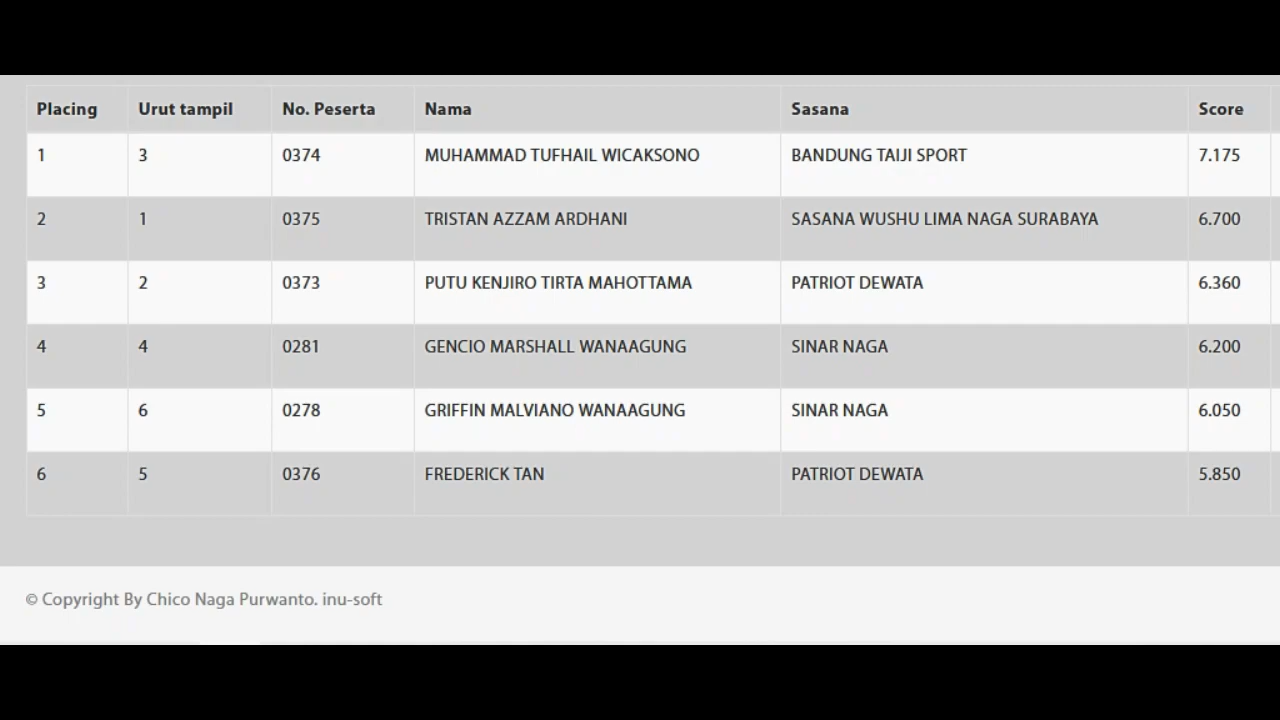 Placing Urut tampil No. Peserta Nama Sasana Score
1 3 0374 MUHAMMAD TUFHAIL WICAKSONO BANDUNG TAIJI SPORT 7.175
2 1 0375 TRISTAN AZZAM ARDHANI SASANA WUSHU LIMA NAGA SURABAYA 6.700
3 2 0373 PUTU KENJIRO TIRTA MAHOTTAMA PATRIOT DEWATA 6.360
4 4 0281 GENCIO MARSHALL WANAAGUNG SINAR NAGA 6.200
5 6 0278 GRIFFIN MALVIANO WANAAGUNG SINAR NAGA 6.050
6 5 0376 FREDERICK TAN PATRIOT DEWATA 5.850
© Copyright By Chico Naga Purwanto. inu-soft